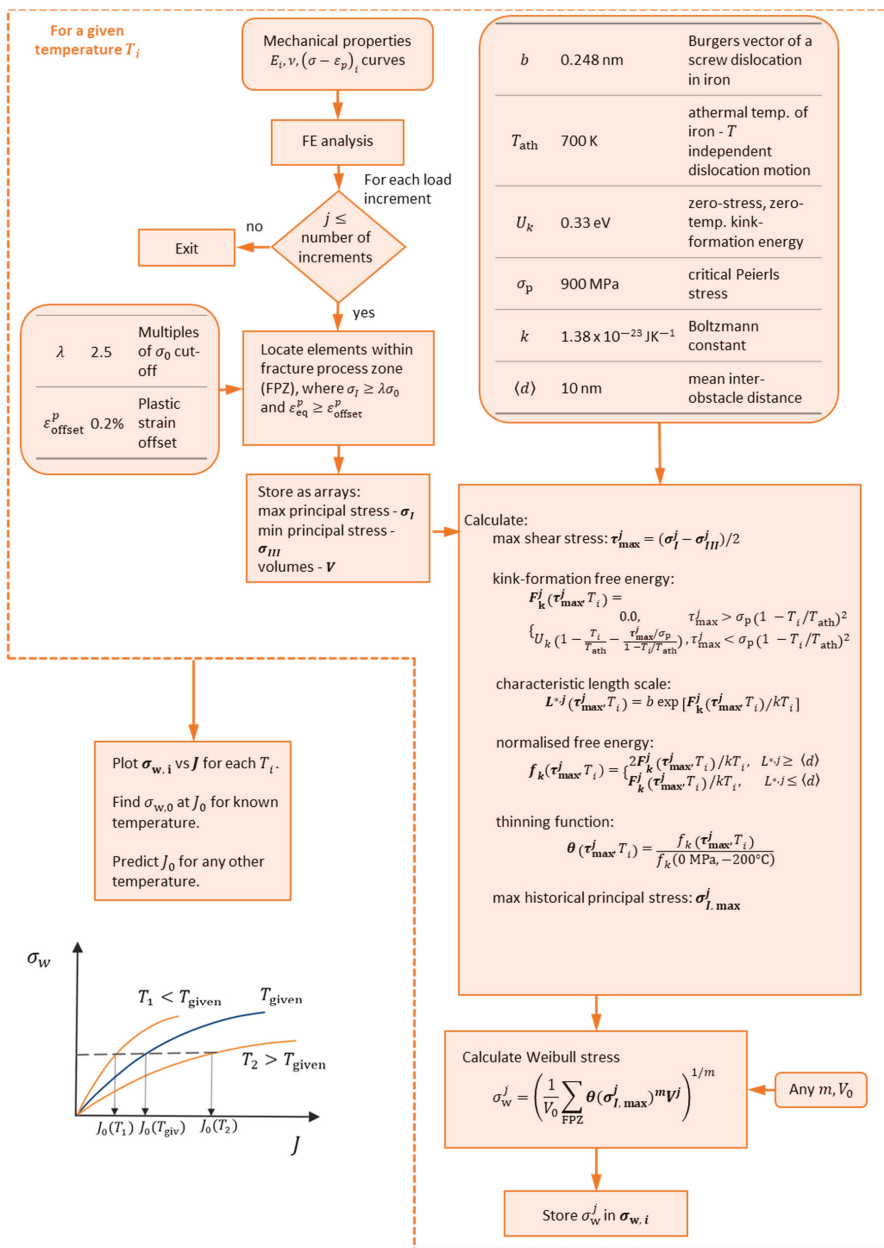 For a given
temperature T_i
Mechanical properties
E_i, ν, (σ − ε_p)_i curves
FE analysis
For each load
increment
j ≤
number of
increments
no
Exit
yes
λ 2.5 Multiples
of σ_0 cut-
off
ε^p_offset 0.2% Plastic
strain
offset
Locate elements within
fracture process zone
(FPZ), where σ_I ≥ λσ_0
and ε^p_eq ≥ ε^p_offset
Store as arrays:
max principal stress - σ_I
min principal stress -
σ_III
volumes - V
b 0.248 nm Burgers vector of a
screw dislocation
in iron
T_ath 700 K athermal temp. of
iron - T
independent
dislocation motion
U_k 0.33 eV zero-stress, zero-
temp. kink-
formation energy
σ_p 900 MPa critical Peierls
stress
k 1.38 x 10^−23 JK^−1 Boltzmann
constant
⟨d⟩ 10 nm mean inter-
obstacle distance
Calculate:
max shear stress: τ^j_max = (σ^j_I − σ^j_III)/2
kink-formation free energy:
F^j_k(τ^j_max, T_i) =
{ 0.0, τ^j_max > σ_p(1 − T_i/T_ath)^2
U_k(1 − T_i/T_ath − (τ^j_max/σ_p)/(1 − T_i/T_ath)), τ^j_max < σ_p(1 − T_i/T_ath)^2
characteristic length scale:
L^*,j(τ^j_max, T_i) = b exp[F^j_k(τ^j_max, T_i)/kT_i]
normalised free energy:
f_k(τ^j_max, T_i) = { 2F^j_k(τ^j_max, T_i)/kT_i, L^*,j ≥ ⟨d⟩
F^j_k(τ^j_max, T_i)/kT_i, L^*,j ≤ ⟨d⟩
thinning function:
θ(τ^j_max, T_i) = f_k(τ^j_max, T_i) / f_k(0 MPa, −200°C)
max historical principal stress: σ^j_I, max
Calculate Weibull stress
σ^j_w = (1/V_0 ∑_FPZ θ(σ^j_I,max)^m V^j)^1/m
Any m, V_0
Store σ^j_w in σ_w,i
Plot σ_w,i vs J for each T_i.
Find σ_w,0 at J_0 for known
temperature.
Predict J_0 for any other
temperature.
σ_w
T_1 < T_given
T_given
T_2 > T_given
J_0(T_1) J_0(T_giv) J_0(T_2)
J